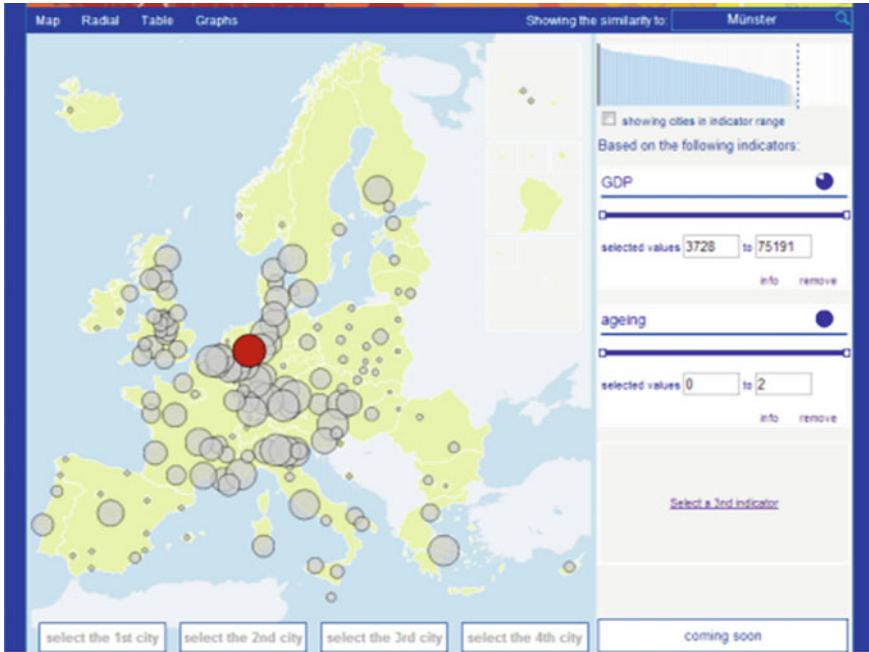 Map Radial Table Graphs Showing the similarity to: Münster
showing cities in indicator range
Based on the following indicators:
GDP
selected values 3728 to 75191
info remove
ageing
selected values 0 to 2
info remove
Select a 3nd indicator
select the 1st city select the 2nd city select the 3rd city select the 4th city coming soon